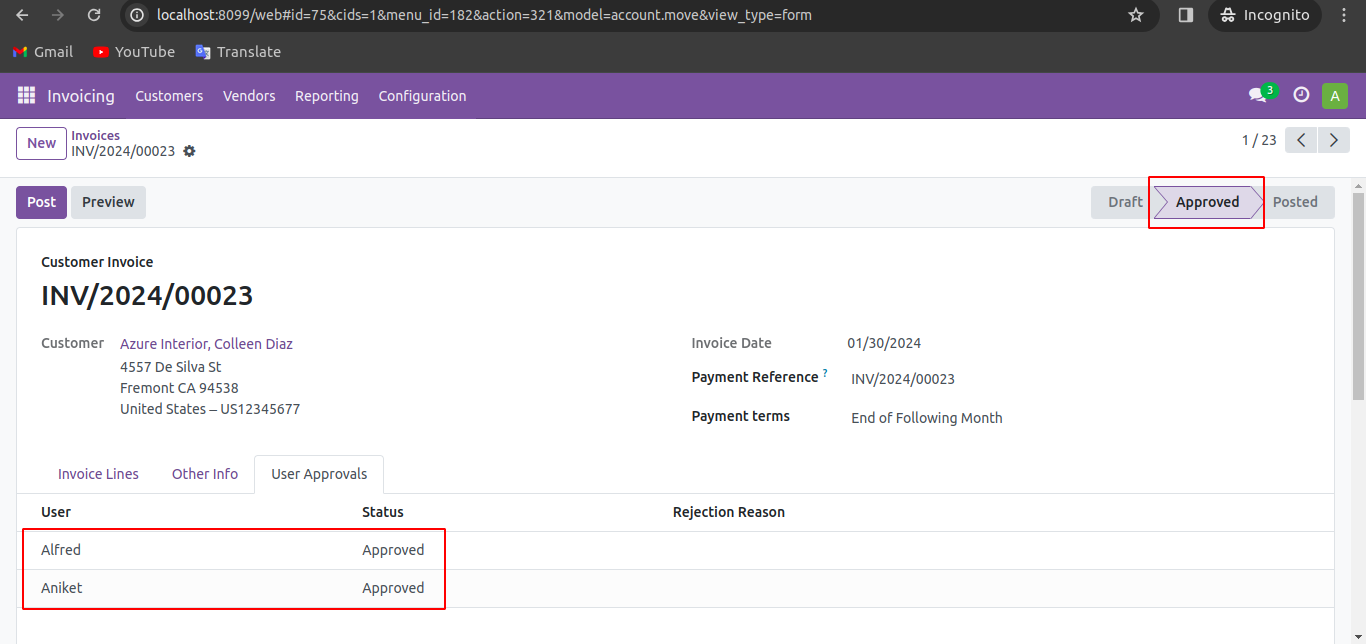 localhost:8099/web#id=75&cids=1&menu_id=182&action=321&model=account.move&view_type=form
Incognito
Gmail YouTube Translate
Invoicing Customers Vendors Reporting Configuration 3 A
New Invoices
INV/2024/00023
1 / 23
Post Preview Draft Approved Posted
Customer Invoice
INV/2024/00023
Customer Azure Interior, Colleen Diaz
4557 De Silva St
Fremont CA 94538
United States – US12345677
Invoice Date 01/30/2024
Payment Reference ? INV/2024/00023
Payment terms End of Following Month
Invoice Lines Other Info User Approvals
User Status Rejection Reason
Alfred Approved
Aniket Approved